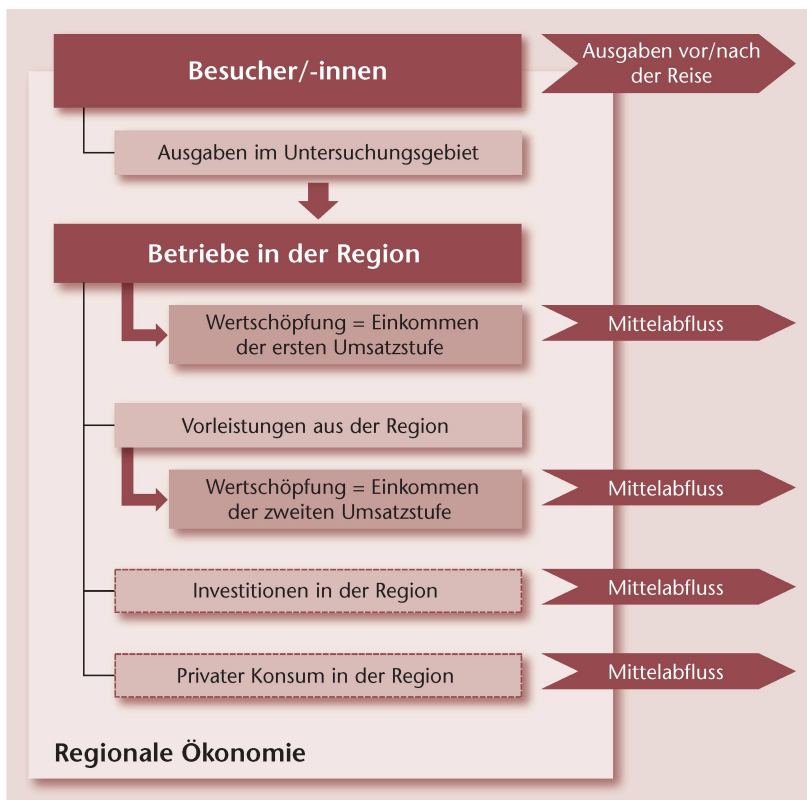 Besucher/-innen
Ausgaben vor/nach
der Reise
Ausgaben im Untersuchungsgebiet
Betriebe in der Region
Wertschöpfung = Einkommen
der ersten Umsatzstufe
Mittelabfluss
Vorleistungen aus der Region
Wertschöpfung = Einkommen
der zweiten Umsatzstufe
Mittelabfluss
Investitionen in der Region
Mittelabfluss
Privater Konsum in der Region
Mittelabfluss
Regionale Ökonomie